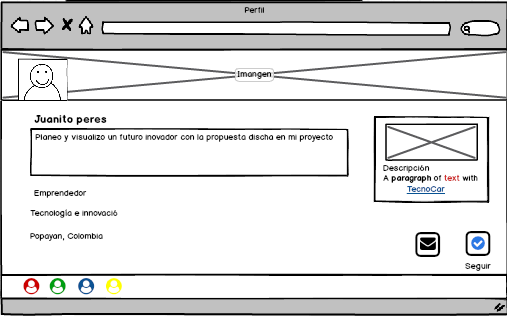 Perfil
Imangen
Juanito peres
Planeo y visualizo un futuro inovador con la propuesta discha en mi proyecto
Descripción
A paragraph of text with
TecnoCar
Emprendedor
Tecnologia e innovació
Popayan, Colombia
Seguir